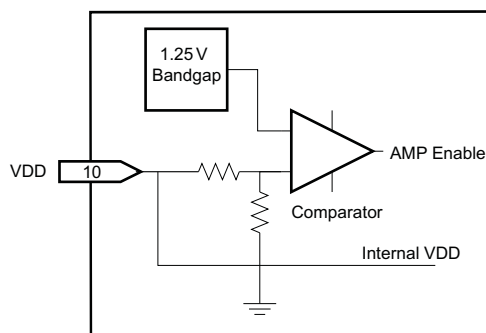 1.25 V
Bandgap
VDD
10
AMP Enable
Comparator
Internal VDD